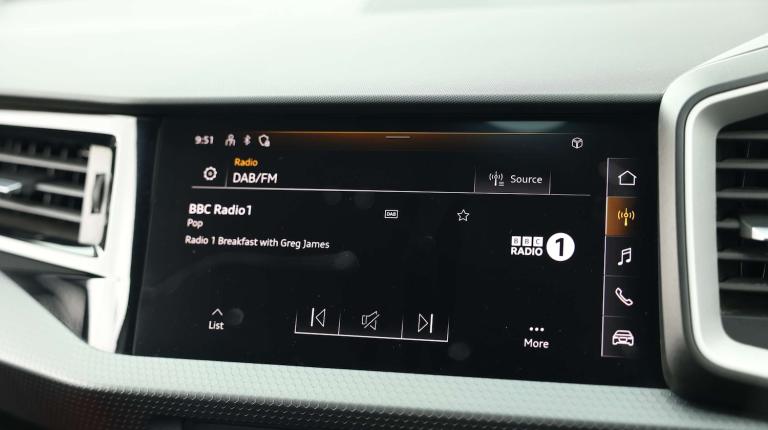 9:51
Radio
DAB/FM
Source
BBC Radio 1
DAB
Pop
Radio 1 Breakfast with Greg James
BBC
RADIO 1
List
More